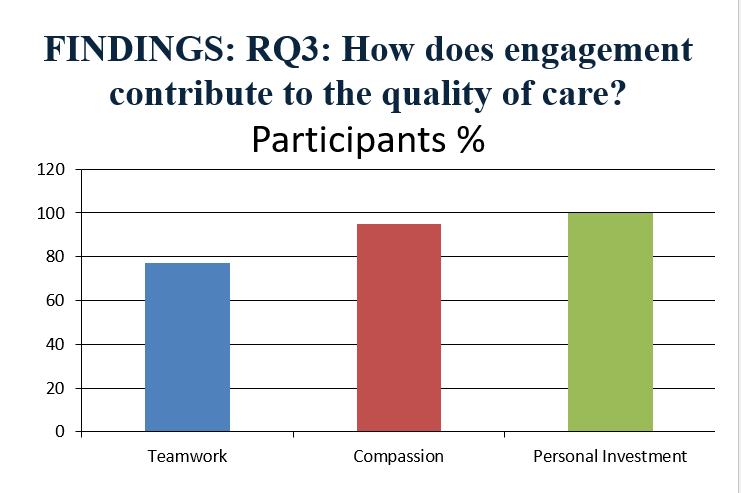 FINDINGS: RQ3: How does engagement
contribute to the quality of care?
Participants %
120
100
80
60
40
20
0
Teamwork Compassion Personal Investment